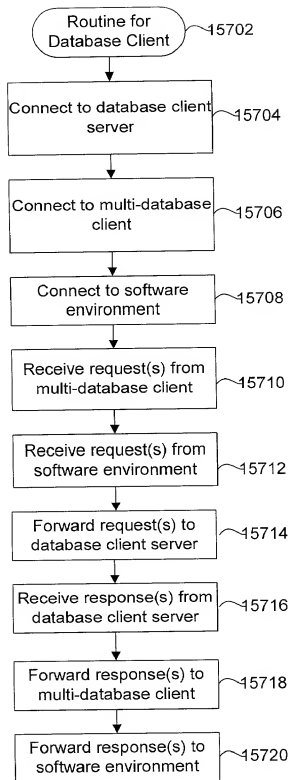 Routine for
Database Client
15702
Connect to database client
server
15704
Connect to multi-database
client
15706
Connect to software
environment
15708
Receive request(s) from
multi-database client
15710
Receive request(s) from
software environment
15712
Forward request(s) to
database client server
15714
Receive response(s) from
database client server
15716
Forward response(s) to
multi-database client
15718
Forward response(s) to
software environment
15720